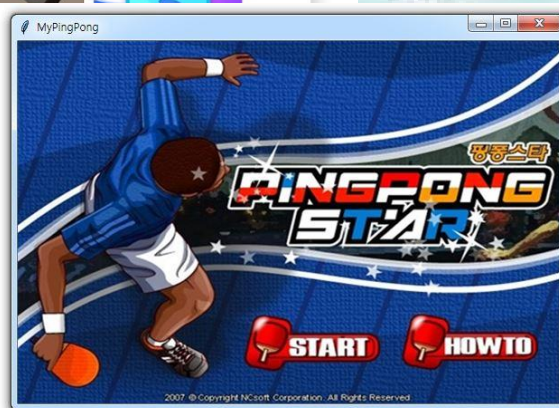 MyPingPong
핑퐁스타
PINGPONG
STAR
START
HOWTO
2007 © Copyright NCsoft Corporation. All Rights Reserved